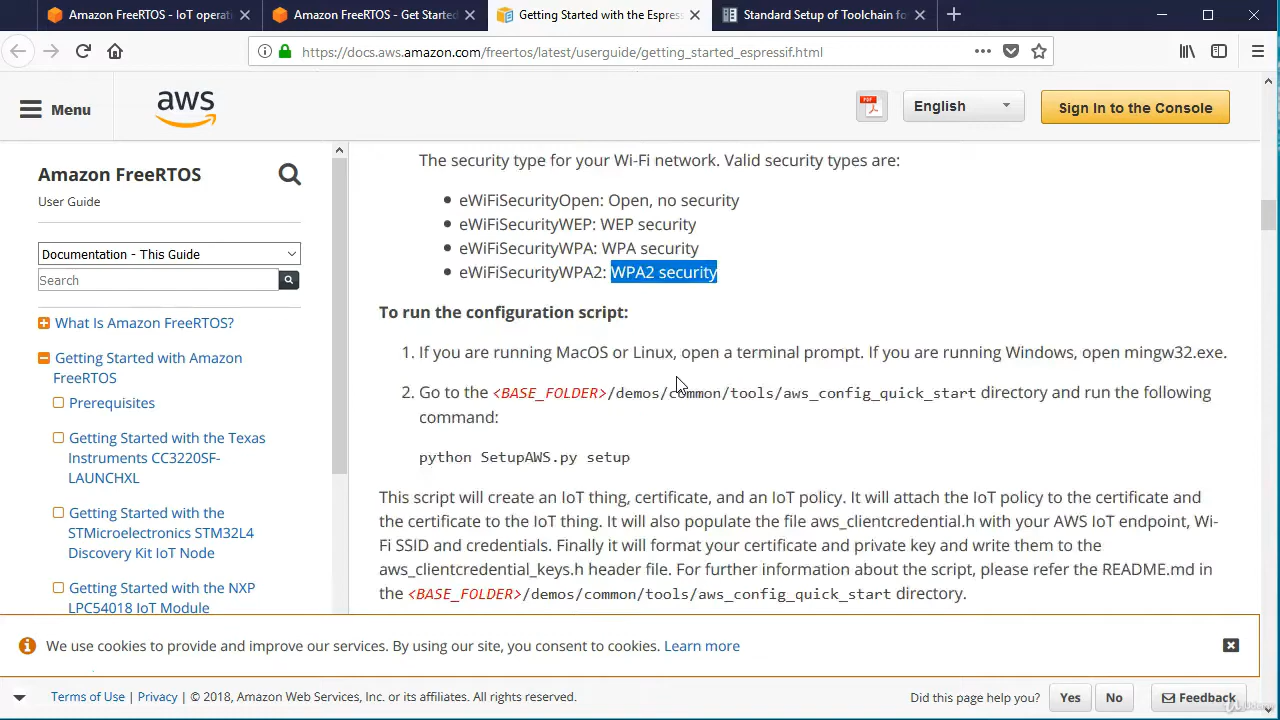 Amazon FreeRTOS - IoT operati
Amazon FreeRTOS - Get Started
Getting Started with the Espres
Standard Setup of Toolchain fo
https://docs.aws.amazon.com/freertos/latest/userguide/getting_started_espressif.html
Menu
aws
English
Sign In to the Console
Amazon FreeRTOS
User Guide
Documentation - This Guide
Search
What Is Amazon FreeRTOS?
Getting Started with Amazon
FreeRTOS
Prerequisites
Getting Started with the Texas
Instruments CC3220SF-
LAUNCHXL
Getting Started with the
STMicroelectronics STM32L4
Discovery Kit IoT Node
Getting Started with the NXP
LPC54018 IoT Module
The security type for your Wi-Fi network. Valid security types are:
eWiFiSecurityOpen: Open, no security
eWiFiSecurityWEP: WEP security
eWiFiSecurityWPA: WPA security
eWiFiSecurityWPA2: WPA2 security
To run the configuration script:
1. If you are running MacOS or Linux, open a terminal prompt. If you are running Windows, open mingw32.exe.
2. Go to the <BASE_FOLDER>/demos/common/tools/aws_config_quick_start directory and run the following
command:
python SetupAWS.py setup
This script will create an IoT thing, certificate, and an IoT policy. It will attach the IoT policy to the certificate and
the certificate to the IoT thing. It will also populate the file aws_clientcredential.h with your AWS IoT endpoint, Wi-
Fi SSID and credentials. Finally it will format your certificate and private key and write them to the
aws_clientcredential_keys.h header file. For further information about the script, please refer the README.md in
the <BASE_FOLDER>/demos/common/tools/aws_config_quick_start directory.
We use cookies to provide and improve our services. By using our site, you consent to cookies. Learn more
Terms of Use | Privacy | © 2018, Amazon Web Services, Inc. or its affiliates. All rights reserved.
Did this page help you? Yes No Feedback